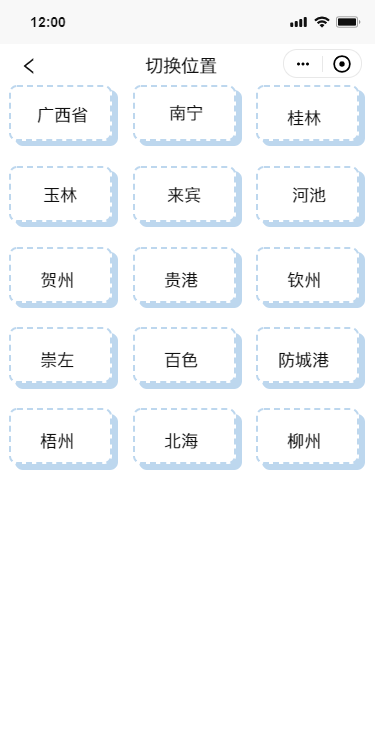 12:00
切换位置
广西省 南宁 桂林
玉林 来宾 河池
贺州 贵港 钦州
崇左 百色 防城港
梧州 北海 柳州